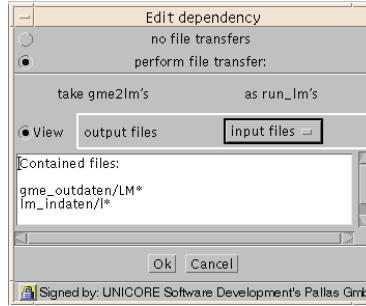 Edit dependency
no file transfers
perform file transfer:
take gme2lm's as run_lm's
View output files input files
Contained files:
gme_outdaten/LM*
lm_indaten/l*
Ok Cancel
Signed by: UNICORE Software Development's Pallas Gmb